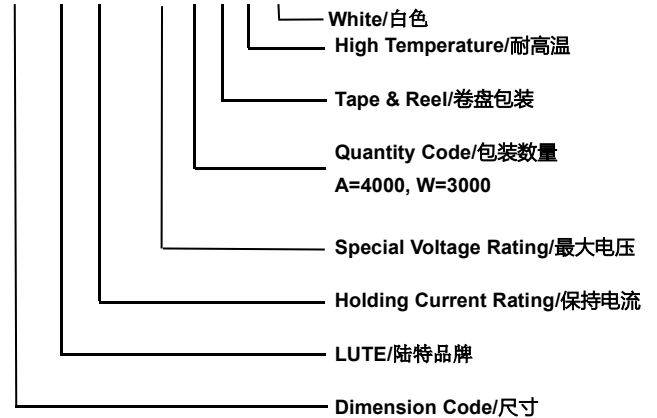 White/白色
High Temperature/耐高温
Tape & Reel/卷盘包装
Quantity Code/包装数量
A=4000, W=3000
Special Voltage Rating/最大电压
Holding Current Rating/保持电流
LUTE/陆特品牌
Dimension Code/尺寸